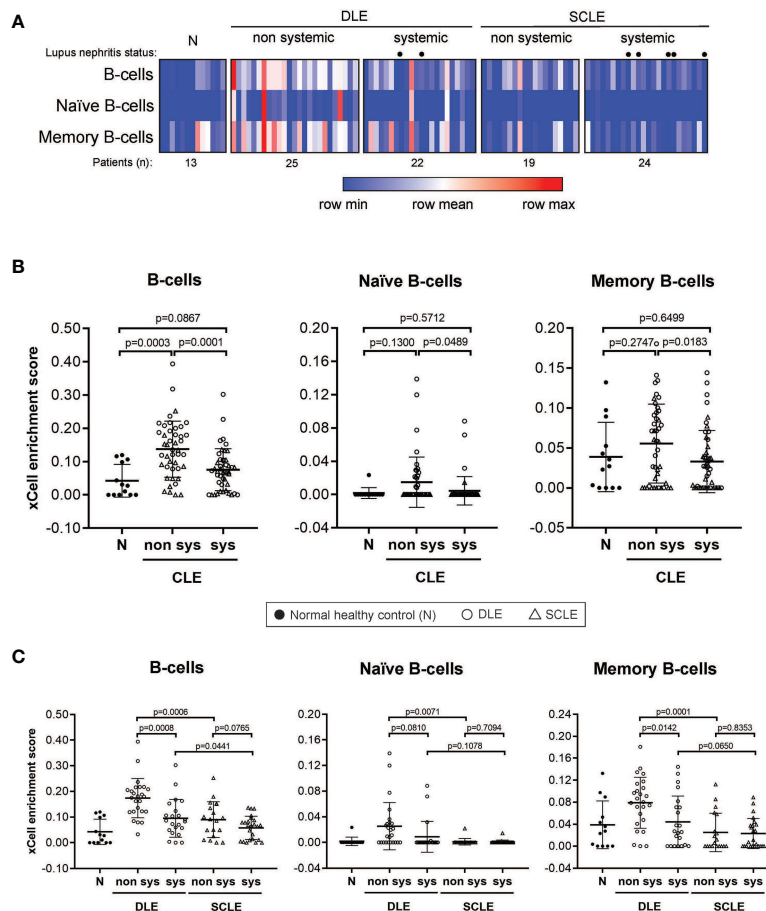 A
DLE
SCLE
N
non systemic
systemic
non systemic
systemic
Lupus nephritis status:
B-cells
Naïve B-cells
Memory B-cells
Patients (n):
13
25
22
19
24
row min
row mean
row max
B
B-cells
Naïve B-cells
Memory B-cells
xCell enrichment score
p=0.0867
p=0.0003
p=0.0001
0.50
0.40
0.30
0.20
0.10
0.00
-0.10
N
non sys
sys
CLE
p=0.5712
p=0.1300
p=0.0489
0.20
0.16
0.12
0.08
0.04
0.00
-0.04
N
non sys
sys
CLE
p=0.6499
p=0.2747
p=0.0183
0.20
0.15
0.10
0.05
0.00
-0.05
N
non sys
sys
CLE
Normal healthy control (N)
DLE
SCLE
C
B-cells
Naïve B-cells
Memory B-cells
xCell enrichment score
p=0.0006
p=0.0008
p=0.0765
p=0.0441
0.50
0.40
0.30
0.20
0.10
0.00
-0.10
N
non sys
sys
non sys
sys
DLE
SCLE
p=0.0071
p=0.0810
p=0.7094
p=0.1078
0.20
0.16
0.12
0.08
0.04
0.00
-0.04
N
non sys
sys
non sys
sys
DLE
SCLE
p=0.0001
p=0.0142
p=0.8353
p=0.0650
0.24
0.20
0.16
0.12
0.08
0.04
0.00
-0.04
N
non sys
sys
non sys
sys
DLE
SCLE